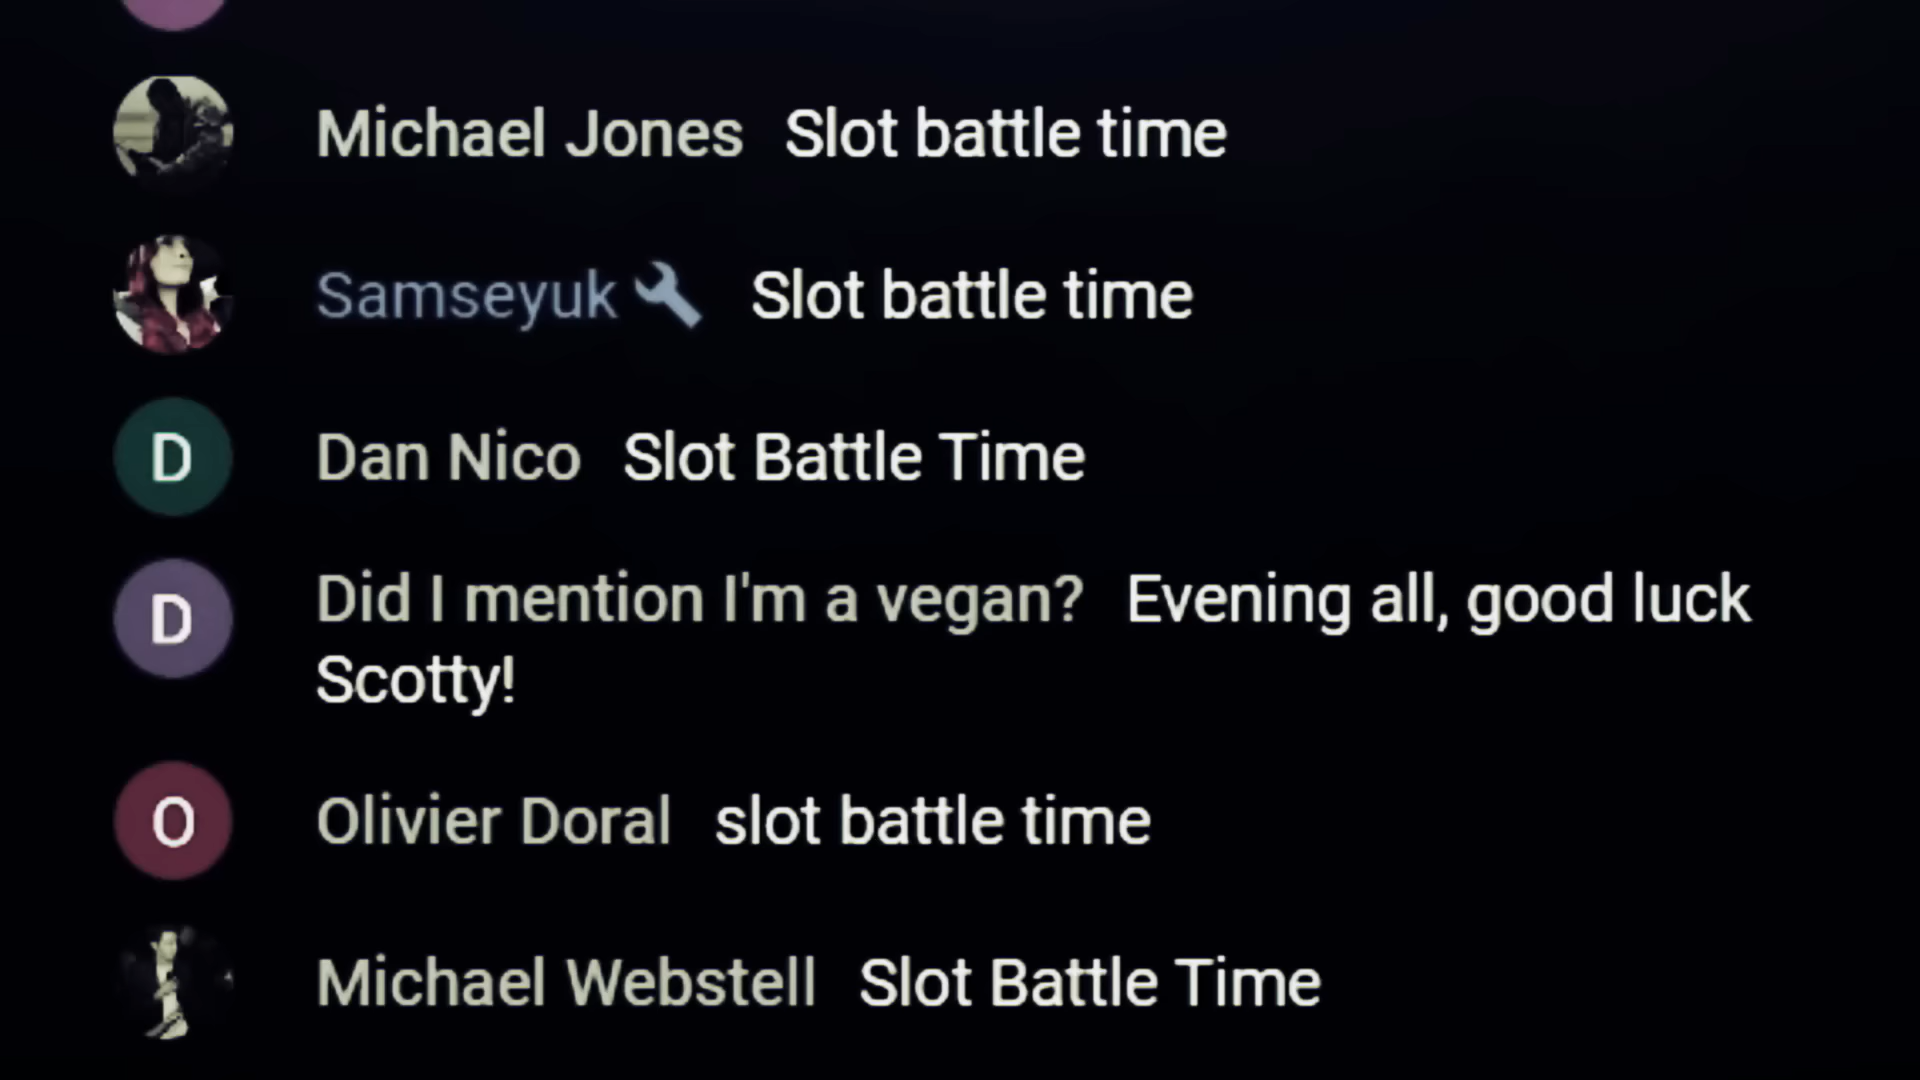 Michael Jones Slot battle time
Samseyuk Slot battle time
D Dan Nico Slot Battle Time
D Did I mention I'm a vegan? Evening all, good luck
Scotty!
O Olivier Doral slot battle time
Michael Webstell Slot Battle Time